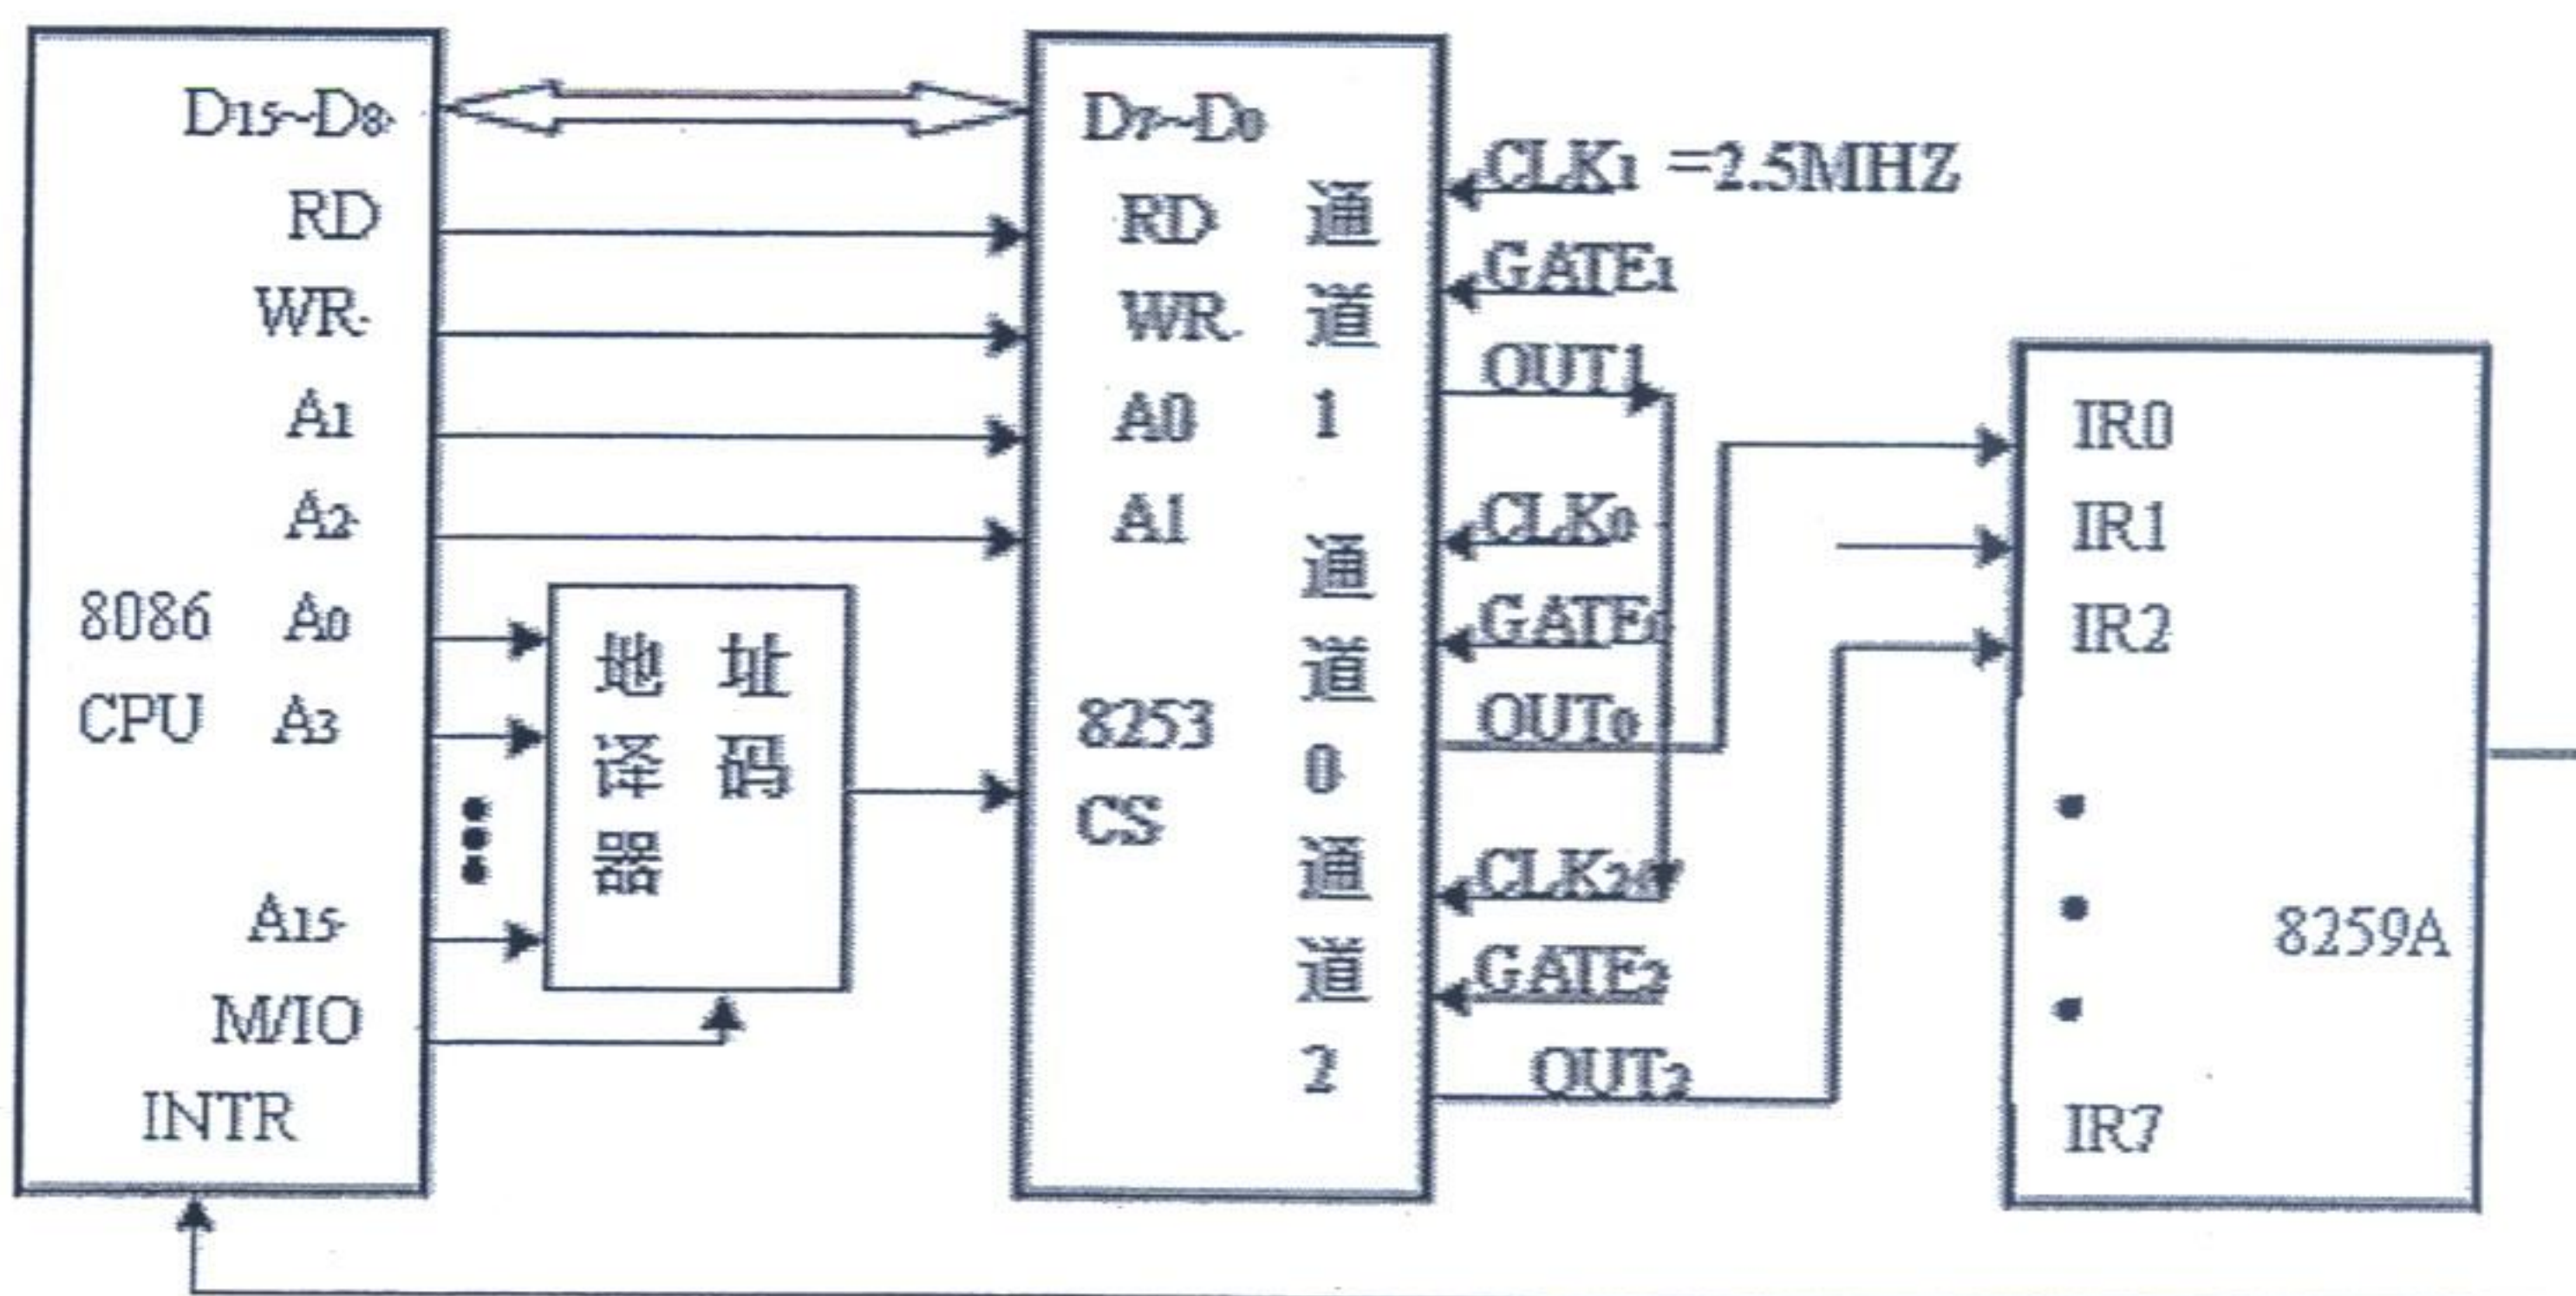 D15~D8
RD
WR
A1
A2
8086 A0
CPU A3
A15
M/IO
INTR
地址
译码
器
D7~D0
RD
WR
A0
A1
8253
CS
通道1
通道0
通道2
CLK1 =2.5MHZ
GATE1
OUT1
CLK0
GATE
OUT0
CLK2
GATE2
OUT2
IR0
IR1
IR2
IR7
8259A